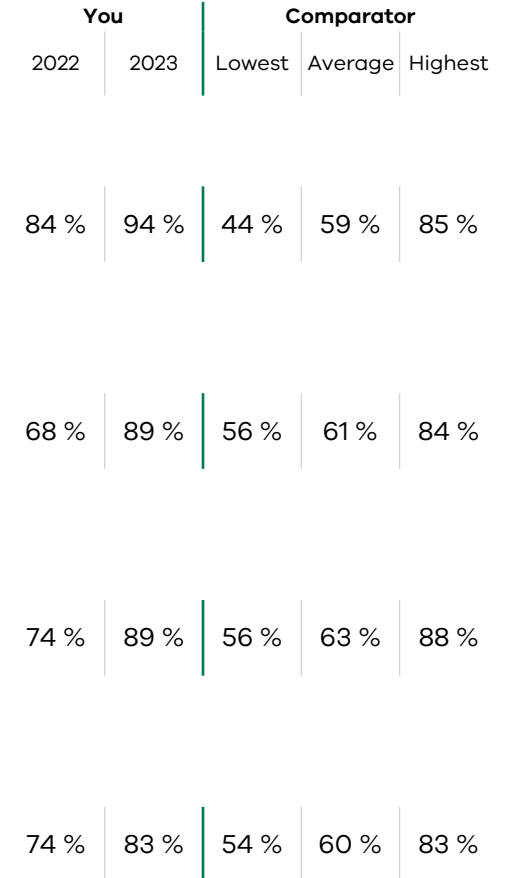 You Comparator
2022 2023 Lowest Average Highest
84 % 94 % 44 % 59 % 85 %
68 % 89 % 56 % 61 % 84 %
74 % 89 % 56 % 63 % 88 %
74 % 83 % 54 % 60 % 83 %